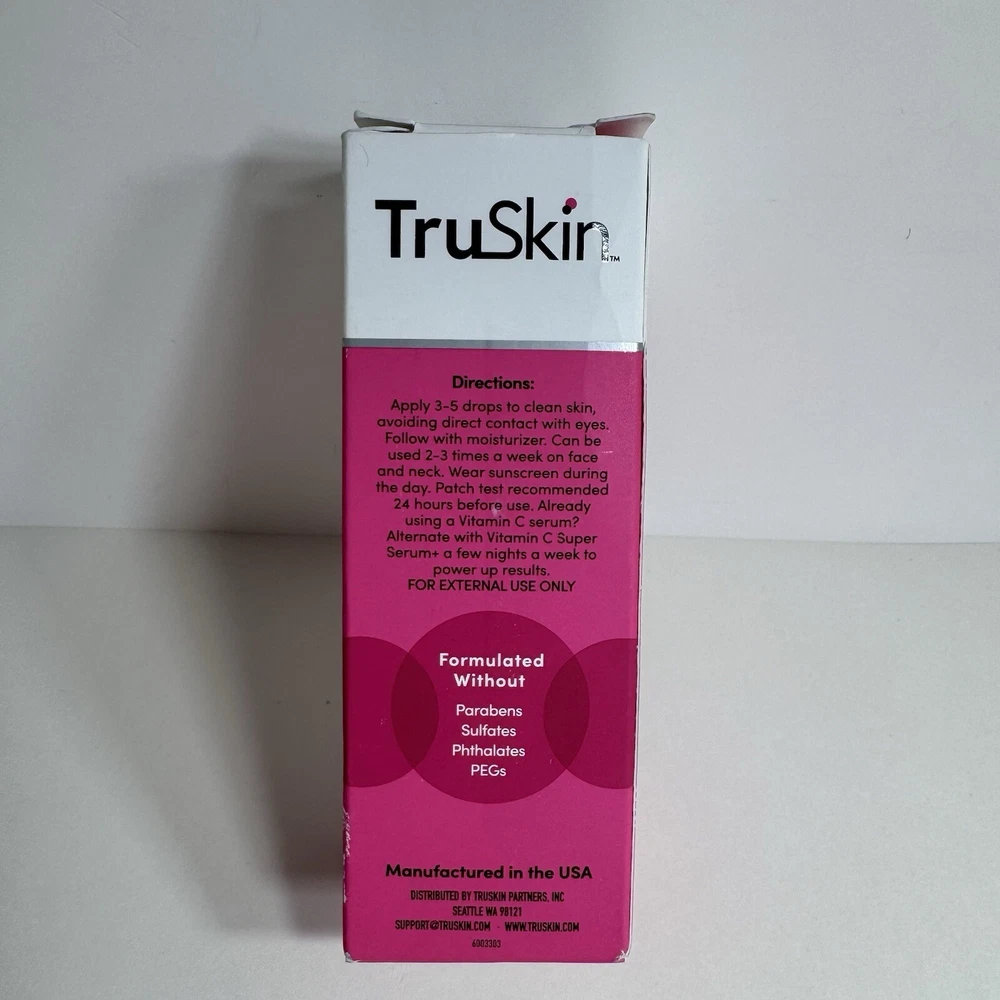 TruSkin™
Directions:
Apply 3-5 drops to clean skin,
avoiding direct contact with eyes.
Follow with moisturizer. Can be
used 2-3 times a week on face
and neck. Wear sunscreen during
the day. Patch test recommended
24 hours before use. Already
using a Vitamin C serum?
Alternate with Vitamin C Super
Serum+ a few nights a week to
power up results.
FOR EXTERNAL USE ONLY
Formulated
Without
Parabens
Sulfates
Phthalates
PEGs
Manufactured in the USA
DISTRIBUTED BY TRUSKIN PARTNERS, INC
SEATTLE WA 98121
SUPPORT@TRUSKIN.COM · WWW.TRUSKIN.COM
6003303